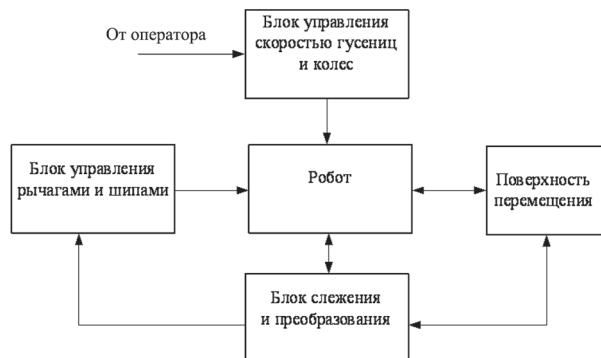 Блок управления
скоростью гусениц
и колес
От оператора
Блок управления
рычагами и шипами
Робот
Поверхность
перемещения
Блок слежения
и преобразования